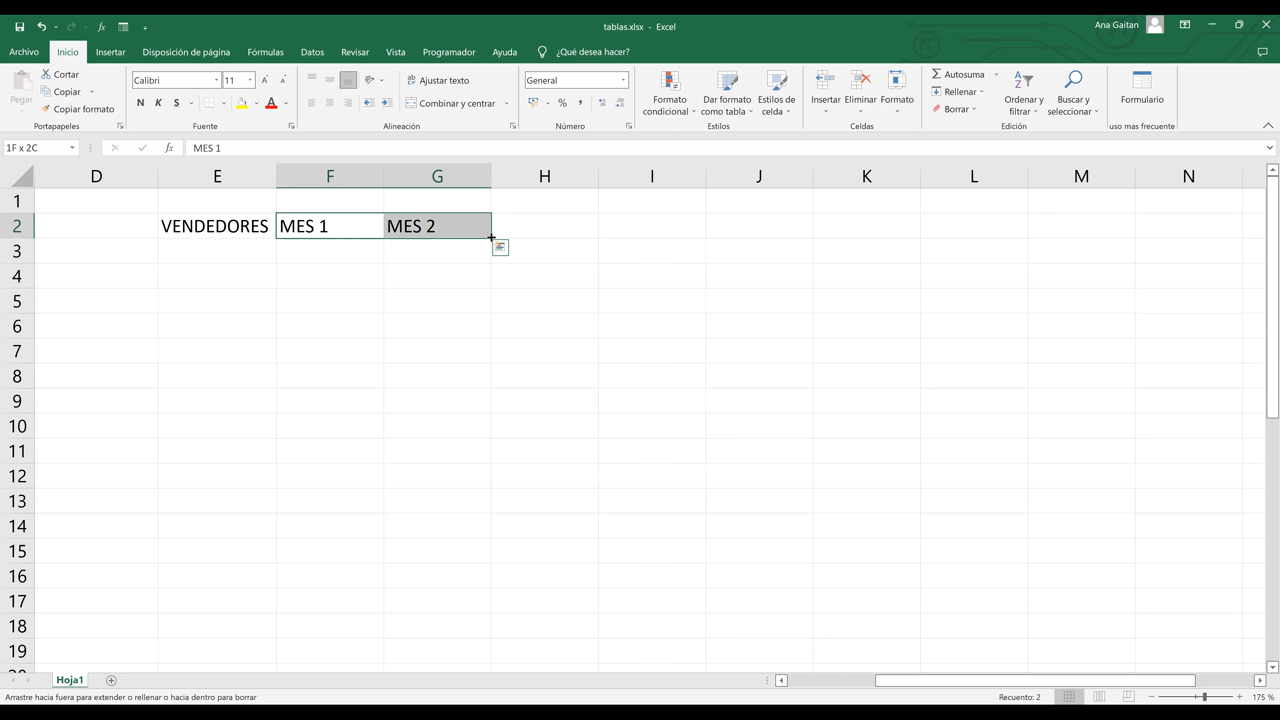 tablas.xlsx - Excel
Ana Gaitan
Archivo Inicio Insertar Disposición de página Fórmulas Datos Revisar Vista Programador Ayuda ¿Qué desea hacer?
Pegar
Cortar
Copiar
Copiar formato
Portapapeles
Calibri 11
N K S
Fuente
Ajustar texto
Combinar y centrar
Alineación
General
%
Número
Formato condicional
Dar formato como tabla
Estilos de celda
Estilos
Insertar Eliminar Formato
Celdas
Autosuma
Rellenar
Borrar
Ordenar y filtrar
Buscar y seleccionar
Edición
Formulario
uso mas frecuente
1F x 2C fx MES 1
D E F G H I J K L M N
1
2 VENDEDORES MES 1 MES 2
3
4
5
6
7
8
9
10
11
12
13
14
15
16
17
18
19
Hoja1
Arrastre hacia fuera para extender o rellenar o hacia dentro para borrar
Recuento: 2
175 %